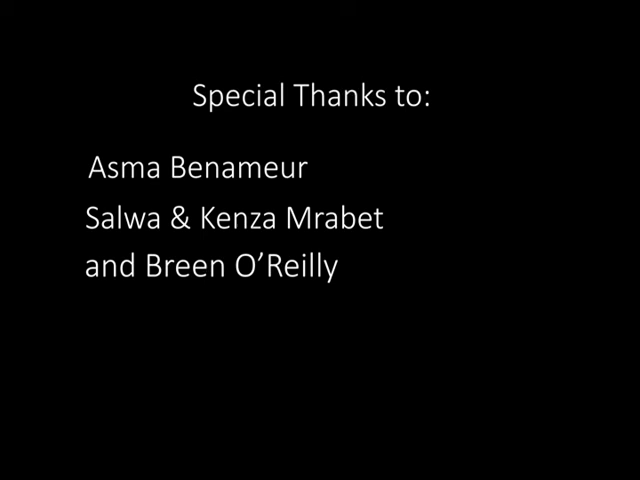 Special Thanks to:
Asma Benameur
Salwa & Kenza Mrabet
and Breen O’Reilly